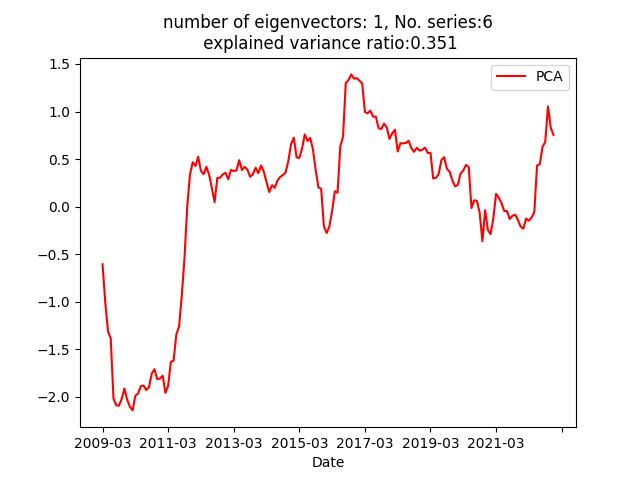 number of eigenvectors: 1, No. series:6
explained variance ratio:0.351
PCA
1.5
1.0
0.5
0.0
−0.5
−1.0
−1.5
−2.0
2009-03 2011-03 2013-03 2015-03 2017-03 2019-03 2021-03
Date